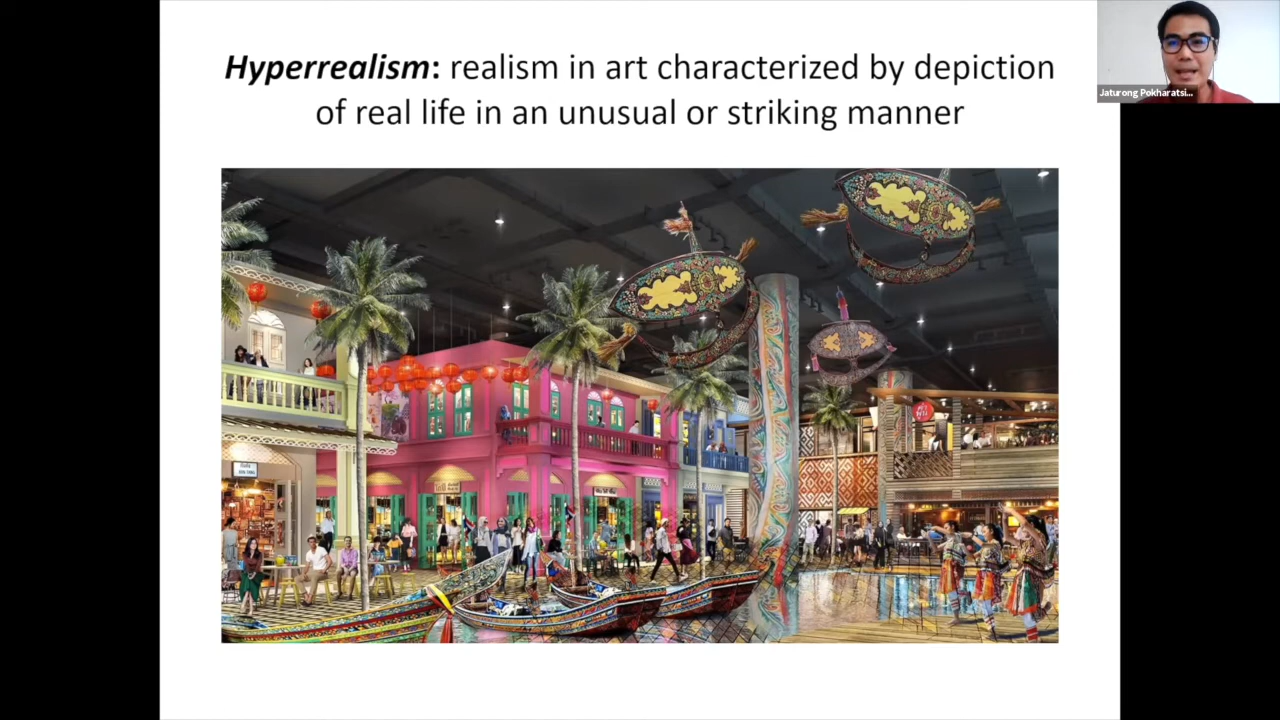 Hyperrealism: realism in art characterized by depiction
of real life in an unusual or striking manner
Jaturong Pokharatsi...